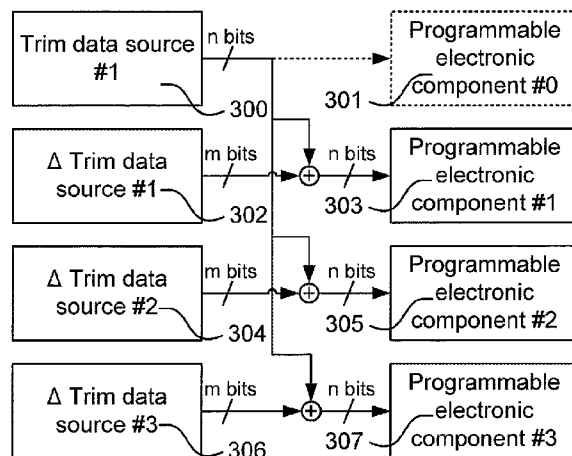 Trim data source
#1
n bits
300
Programmable
electronic
component #0
301
Δ Trim data
source #1
m bits
302
+
n bits
303
Programmable
electronic
component #1
Δ Trim data
source #2
m bits
304
+
n bits
305
Programmable
electronic
component #2
Δ Trim data
source #3
m bits
306
+
n bits
307
Programmable
electronic
component #3